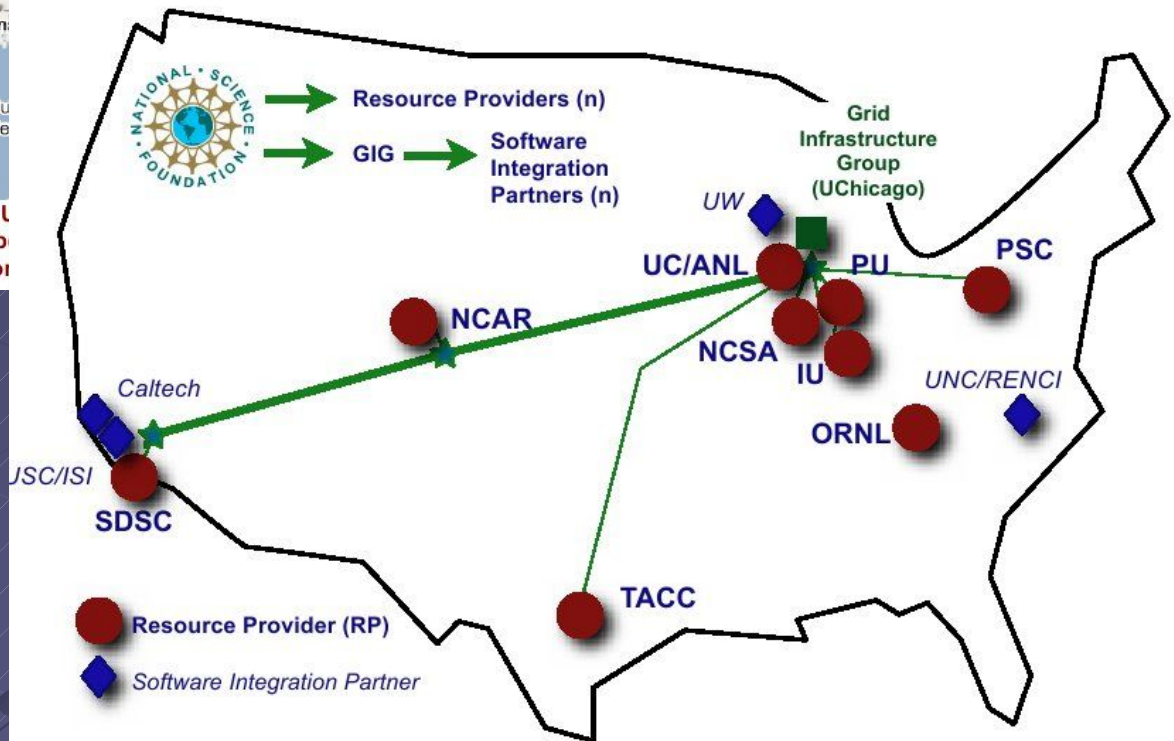 NATIONAL • SCIENCE • FOUNDATION •
Resource Providers (n)
GIG
Software
Integration
Partners (n)
Grid
Infrastructure
Group
(UChicago)
UW
UC/ANL
PU
PSC
NCAR
NCSA
IU
Caltech
UNC/RENCI
ORNL
USC/ISI
SDSC
TACC
Resource Provider (RP)
Software Integration Partner